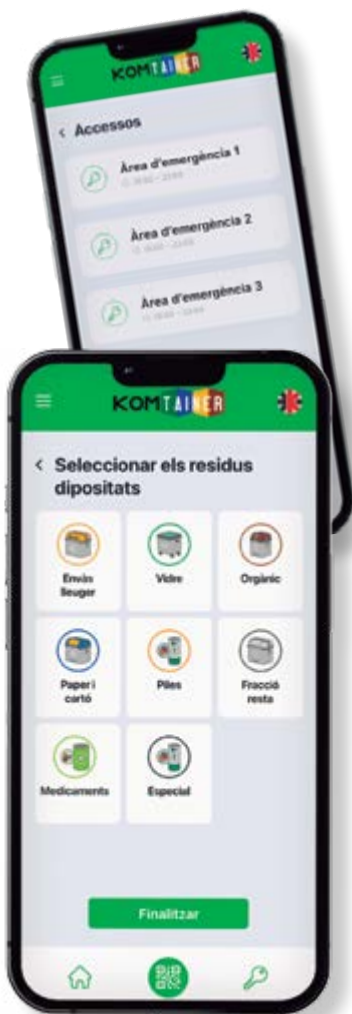 KOMTAINER
Accessos
Àrea d'emergència 1
Àrea d'emergència 2
Àrea d'emergència 3
KOMTAINER
Seleccionar els residus
dipositats
Envàs
lleuger
Vidre
Orgànic
Paper i
cartó
Piles
Fracció
resta
Medicaments
Especial
Finalitzar